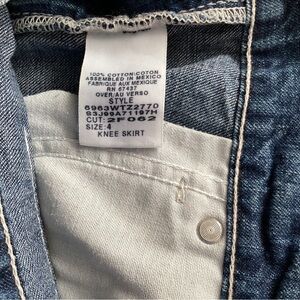 100% COTTON/COTON
ASSEMBLED IN MEXICO
FABRIQUE AUX MEXIQUE
RN 67437
OVER/AU VERSO
STYLE
6963WTZ2770
S3J99A71197H
CUT: 2F062
SIZE: 4
KNEE SKIRT